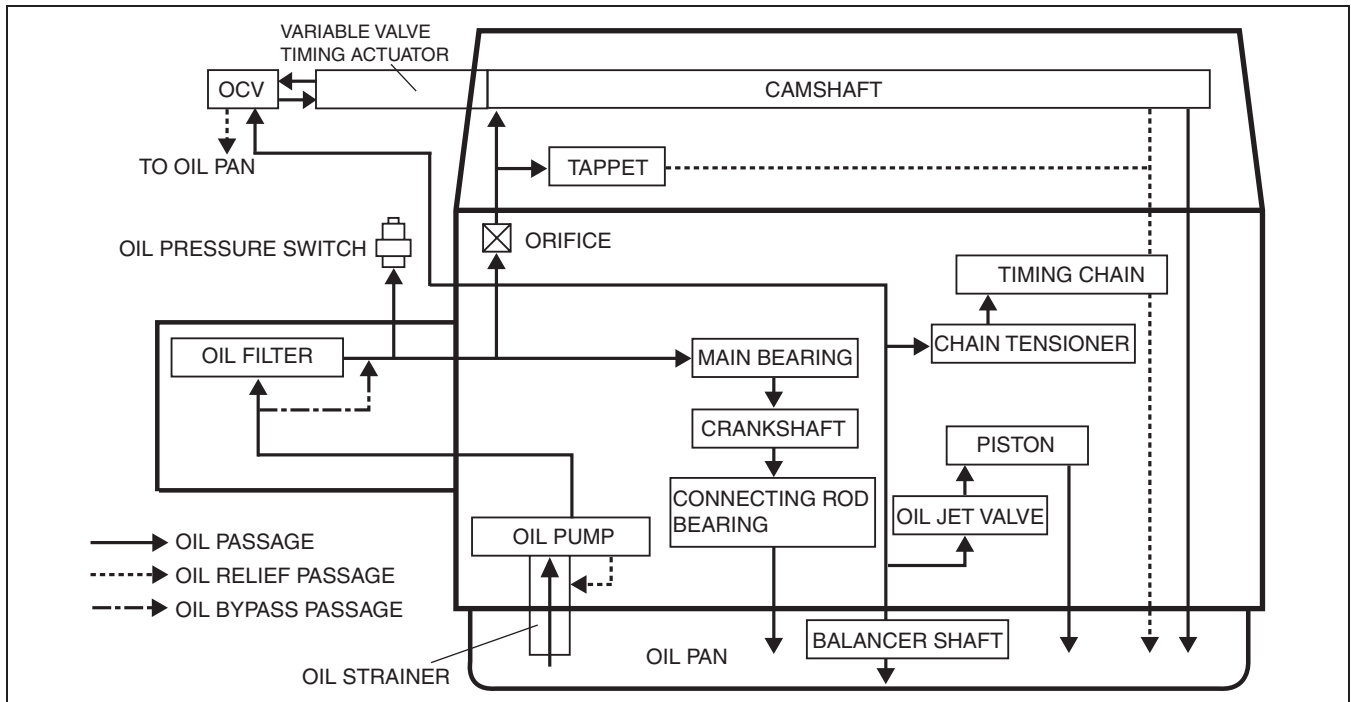 VARIABLE VALVE
TIMING ACTUATOR
OCV
CAMSHAFT
TO OIL PAN
TAPPET
OIL PRESSURE SWITCH
ORIFICE
TIMING CHAIN
OIL FILTER
MAIN BEARING
CHAIN TENSIONER
CRANKSHAFT
PISTON
CONNECTING ROD
BEARING
OIL JET VALVE
OIL PUMP
OIL PASSAGE
OIL RELIEF PASSAGE
OIL BYPASS PASSAGE
OIL STRAINER
OIL PAN
BALANCER SHAFT